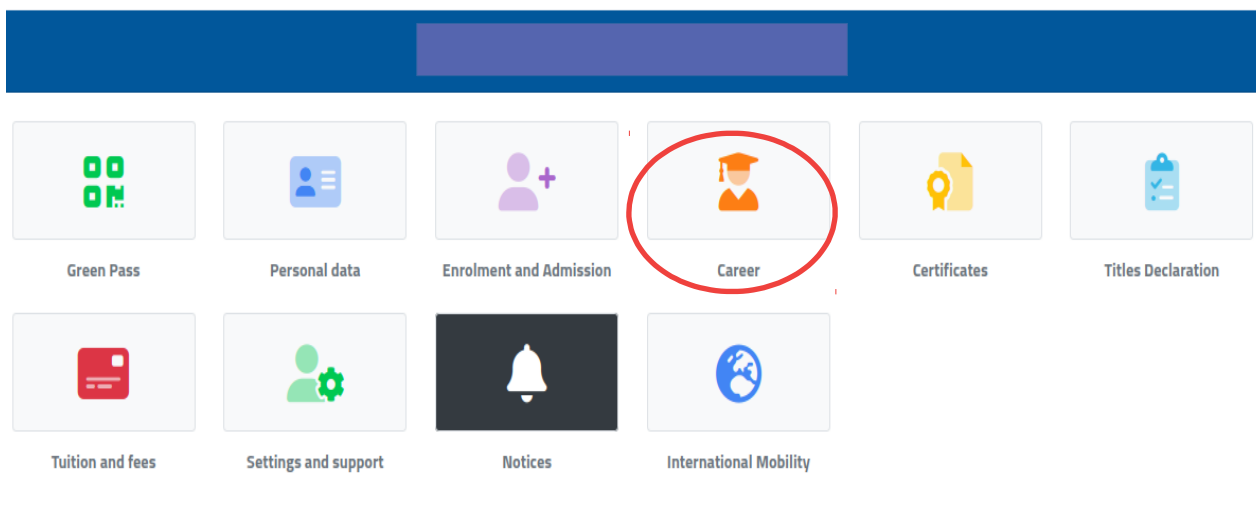 Green Pass
Personal data
Enrolment and Admission
Career
Certificates
Titles Declaration
Tuition and fees
Settings and support
Notices
International Mobility